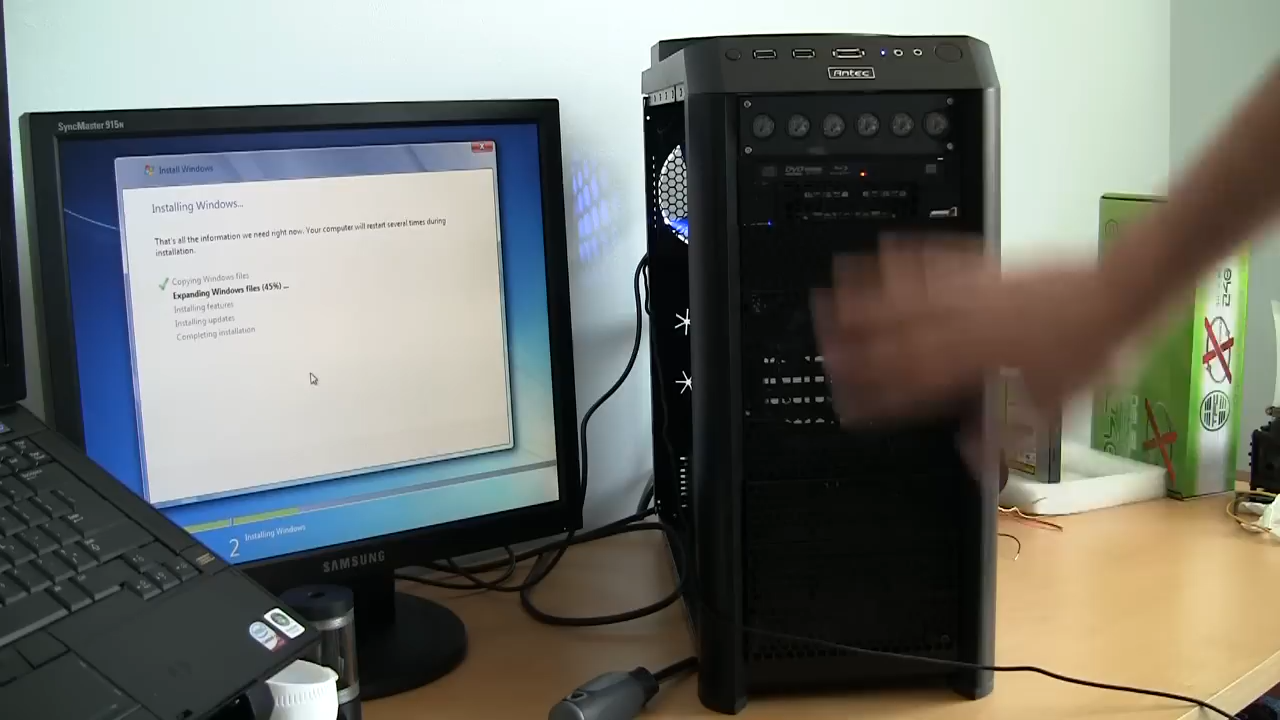 SyncMaster 915N
Install Windows
Installing Windows...
That's all the information we need right now. Your computer will restart several times during
installation.
Copying Windows files
Expanding Windows files (45%) ...
Installing features
Installing updates
Completing installation
2 Installing Windows
SAMSUNG
Antec
DVD